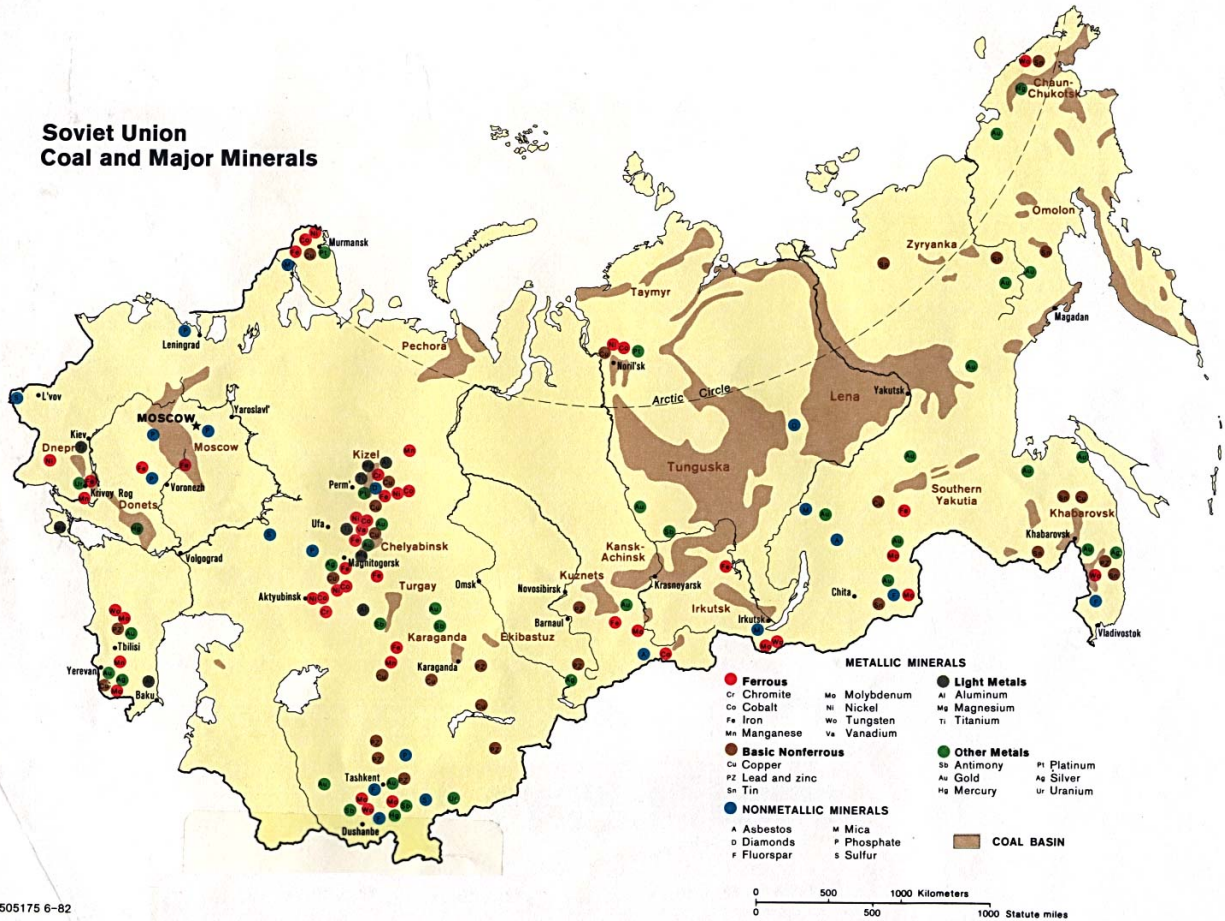 Soviet Union
Coal and Major Minerals
Chaun-
Chukotsk
Omolon
Zyryanka
Murmansk
Taymyr
Magadan
Leningrad
Pechora
Noril'sk
Arctic Circle
Lena
Yakutsk
L'vov
MOSCOW
Yaroslavl'
Kiev
Dnepr
Moscow
Kizel
Tunguska
Perm'
Krivoy Rog
Voronezh
Donets
Southern
Yakutia
Khabarovsk
Ufa
Chelyabinsk
Kansk-
Achinsk
Khabarovsk
Volgograd
Magnitogorsk
Turgay
Omsk
Kuznets
Novosibirsk
Krasnoyarsk
Aktyubinsk
Irkutsk
Chita
Barnaul
Irkutsk
Vladivostok
Tbilisi
Karaganda
Ekibastuz
Yerevan
Karaganda
Baku
Tashkent
Dushanbe
METALLIC MINERALS
Ferrous
Cr Chromite
Co Cobalt
Fe Iron
Mn Manganese
Mo Molybdenum
Ni Nickel
Wo Tungsten
Va Vanadium
Light Metals
Al Aluminum
Mg Magnesium
Ti Titanium
Basic Nonferrous
Cu Copper
PZ Lead and zinc
Sn Tin
Other Metals
Sb Antimony
Au Gold
Hg Mercury
Pt Platinum
Ag Silver
Ur Uranium
NONMETALLIC MINERALS
A Asbestos
D Diamonds
F Fluorspar
M Mica
P Phosphate
S Sulfur
COAL BASIN
0 500 1000 Kilometers
0 500 1000 Statute miles
505175 6-82